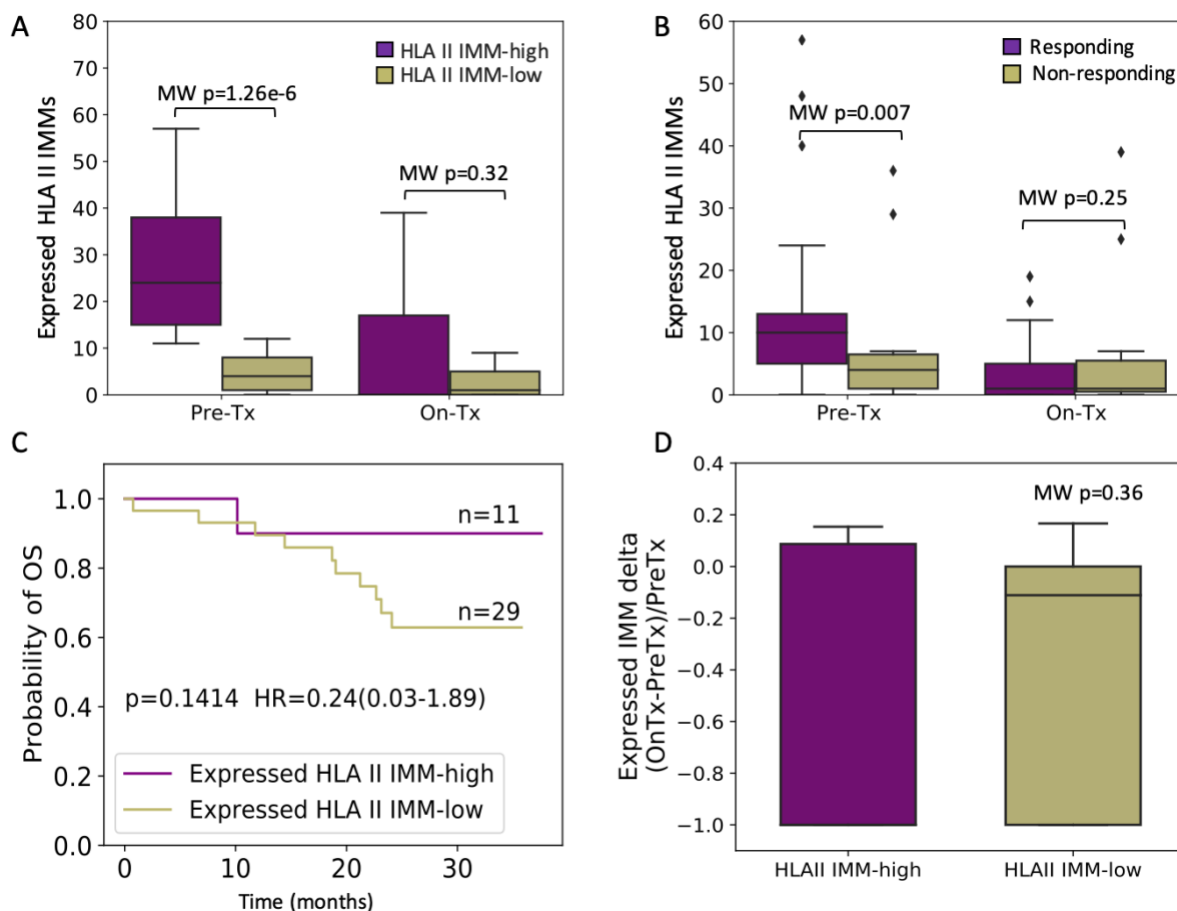 A
Expressed HLA II IMMs
80
70
60
50
40
30
20
10
0
HLA II IMM-high
HLA II IMM-low
MW p=1.26e-6
MW p=0.32
Pre-Tx
On-Tx
B
Expressed HLA II IMMs
60
50
40
30
20
10
0
Responding
Non-responding
MW p=0.007
MW p=0.25
Pre-Tx
On-Tx
C
Probability of OS
1.0
0.8
0.6
0.4
0.2
0.0
n=11
n=29
p=0.1414 HR=0.24(0.03-1.89)
Expressed HLA II IMM-high
Expressed HLA II IMM-low
0
10
20
30
Time (months)
D
Expressed IMM delta
(OnTx-PreTx)/PreTx
0.4
0.2
0.0
−0.2
−0.4
−0.6
−0.8
−1.0
MW p=0.36
HLAII IMM-high
HLAII IMM-low